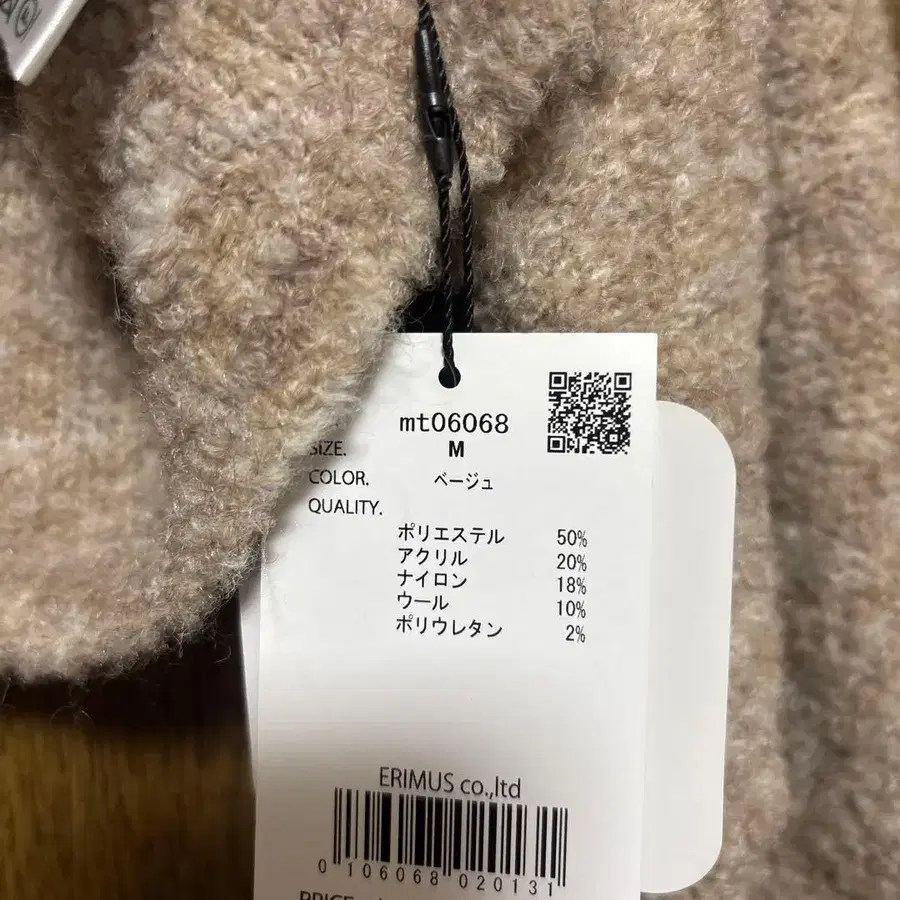 mt06068
SIZE. M
COLOR. ベージュ
QUALITY.
ポリエステル 50%
アクリル 20%
ナイロン 18%
ウール 10%
ポリウレタン 2%
ERIMUS co.,ltd
0 106068 020131
PRICE